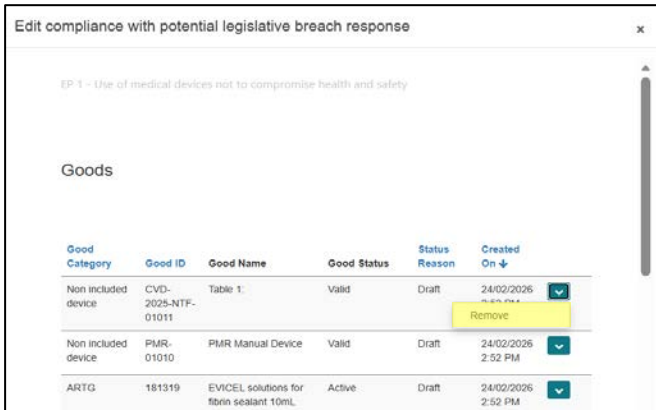 Edit compliance with potential legislative breach response
x
EP 1 - Use of medical devices not to compromise health and safety
Goods
Good Category Good ID Good Name Good Status Status Reason Created On ↓
Non included device CVD-2025-NTF-01011 Table 1: Valid Draft 24/02/2026 2:52 PM
Remove
Non included device PMR-01010 PMR Manual Device Valid Draft 24/02/2026 2:52 PM
ARTG 181319 EVICEL solutions for fibrin sealant 10mL Active Draft 24/02/2026 2:52 PM